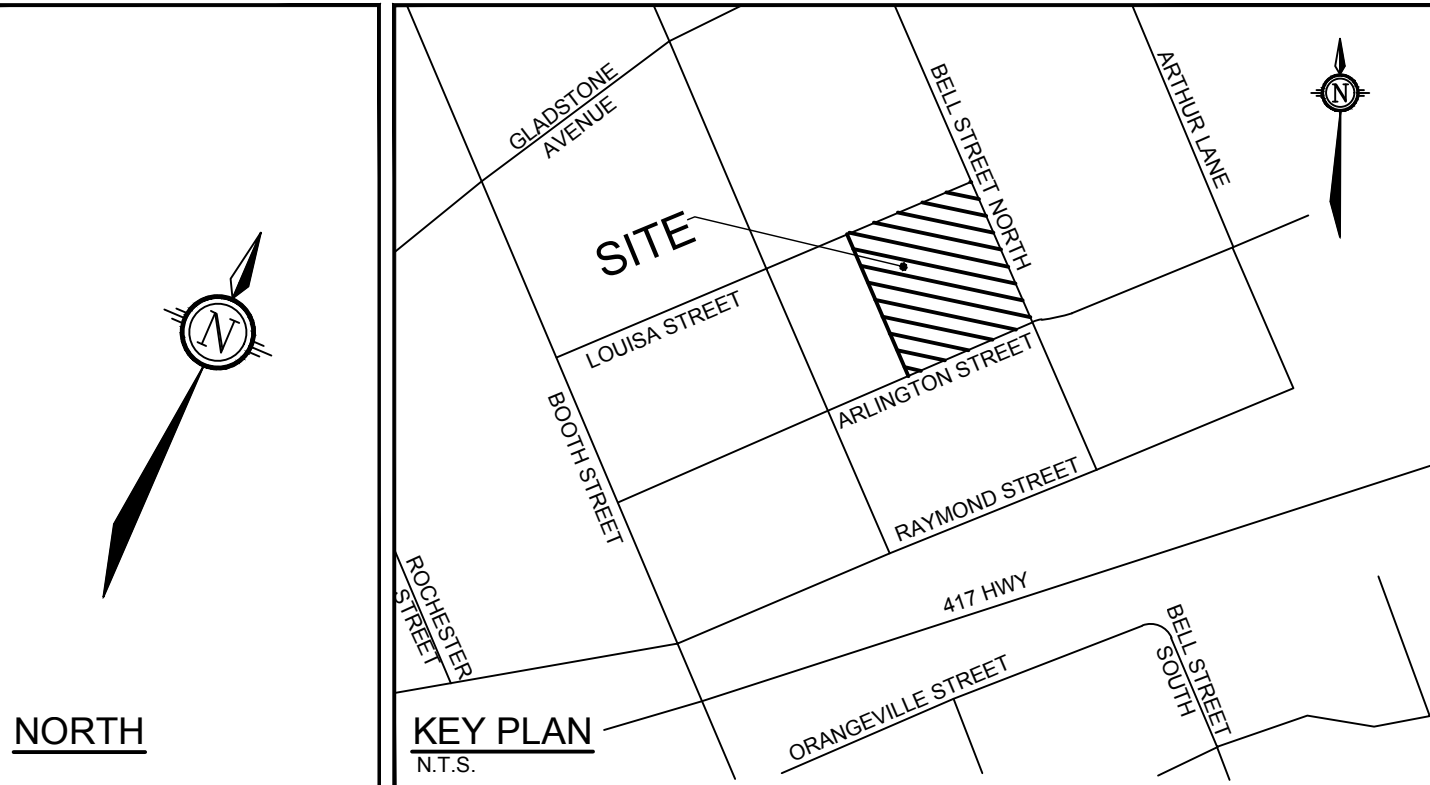 N
NORTH
GLADSTONE
AVENUE
BELL STREET NORTH
ARTHUR LANE
N
SITE
LOUISA STREET
ARLINGTON STREET
BOOTH STREET
RAYMOND STREET
ROCHESTER
STREET
417 HWY
BELL STREET
SOUTH
ORANGEVILLE STREET
KEY PLAN
N.T.S.